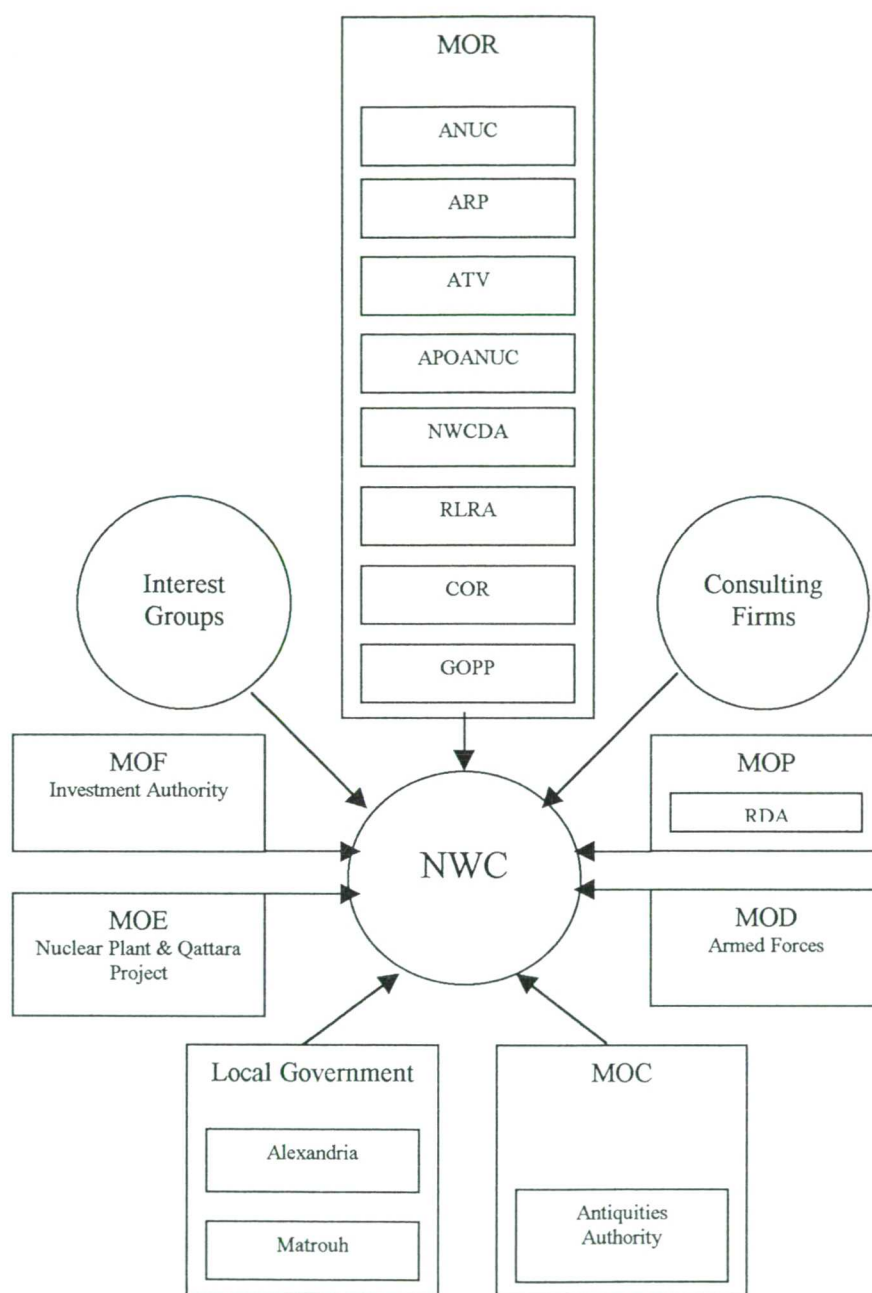 MOR
ANUC
ARP
ATV
APOANUC
NWCDA
RLRA
COR
GOPP
Interest
Groups
Consulting
Firms
MOF
Investment Authority
MOP
RDA
NWC
MOE
Nuclear Plant & Qattara
Project
MOD
Armed Forces
Local Government
Alexandria
Matrouh
MOC
Antiquities
Authority